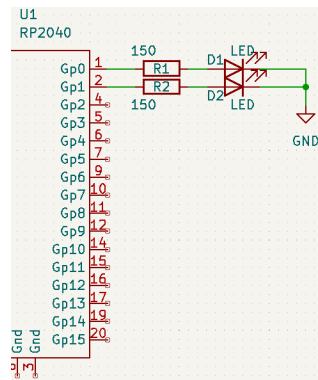 U1
RP2040
150 LED
Gp0 1 R1 D1
Gp1 2 R2
D2
Gp2 4 150 LED
Gp3 5
Gp4 6 GND
Gp5 7
Gp6 9
Gp7 10
Gp8 11
Gp9 12
Gp10 14
Gp11 15
Gp12 16
Gp13 17
Gp14 19
Gp15 20
Gnd Gnd
3